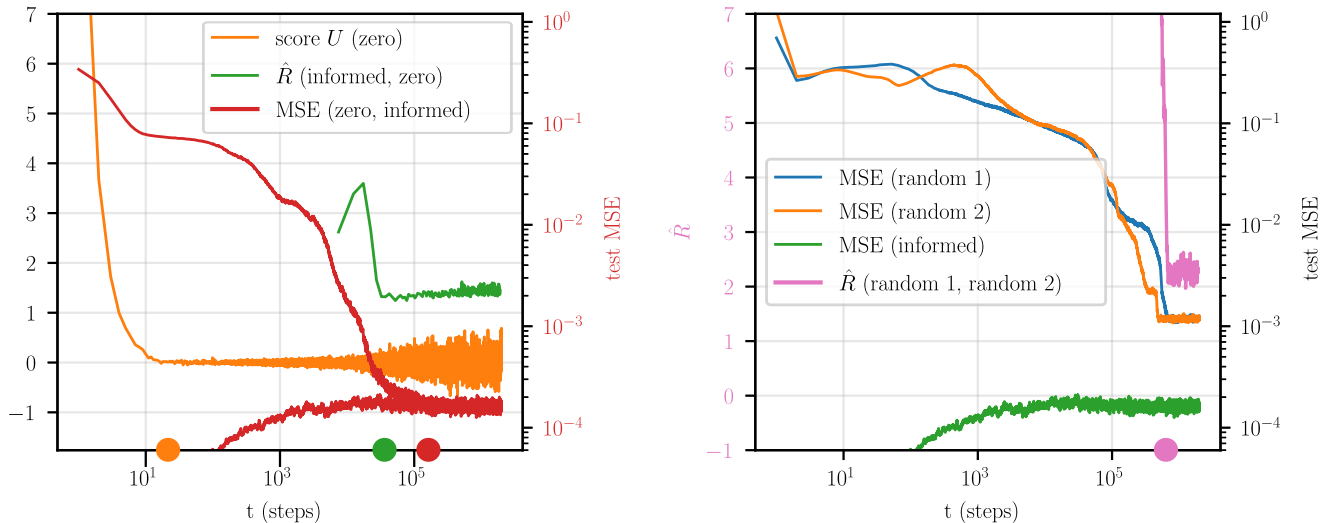 7
6
5
4
3
2
1
0
−1
10^1
10^3
10^5
t (steps)
10^0
10^{-1}
10^{-2}
10^{-3}
10^{-4}
test MSE
score U (zero)
R̂ (informed, zero)
MSE (zero, informed)
7
6
5
4
3
2
1
0
−1
R̂
10^1
10^3
10^5
t (steps)
10^0
10^{-1}
10^{-2}
10^{-3}
10^{-4}
test MSE
MSE (random 1)
MSE (random 2)
MSE (informed)
R̂ (random 1, random 2)